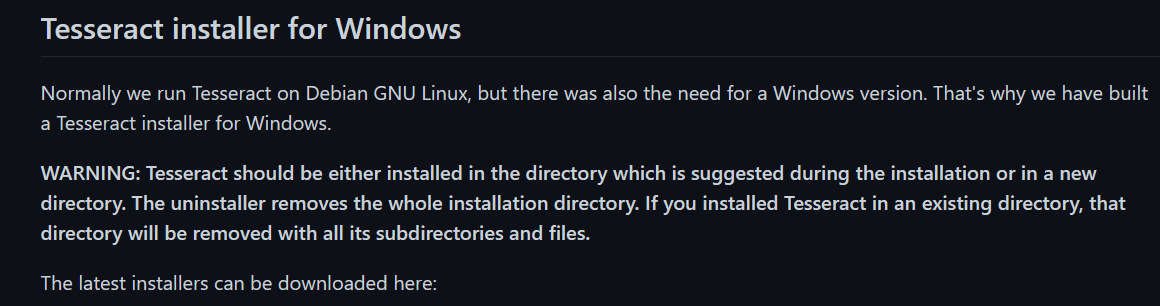 Tesseract installer for Windows
Normally we run Tesseract on Debian GNU Linux, but there was also the need for a Windows version. That's why we have built
a Tesseract installer for Windows.
WARNING: Tesseract should be either installed in the directory which is suggested during the installation or in a new
directory. The uninstaller removes the whole installation directory. If you installed Tesseract in an existing directory, that
directory will be removed with all its subdirectories and files.
The latest installers can be downloaded here: